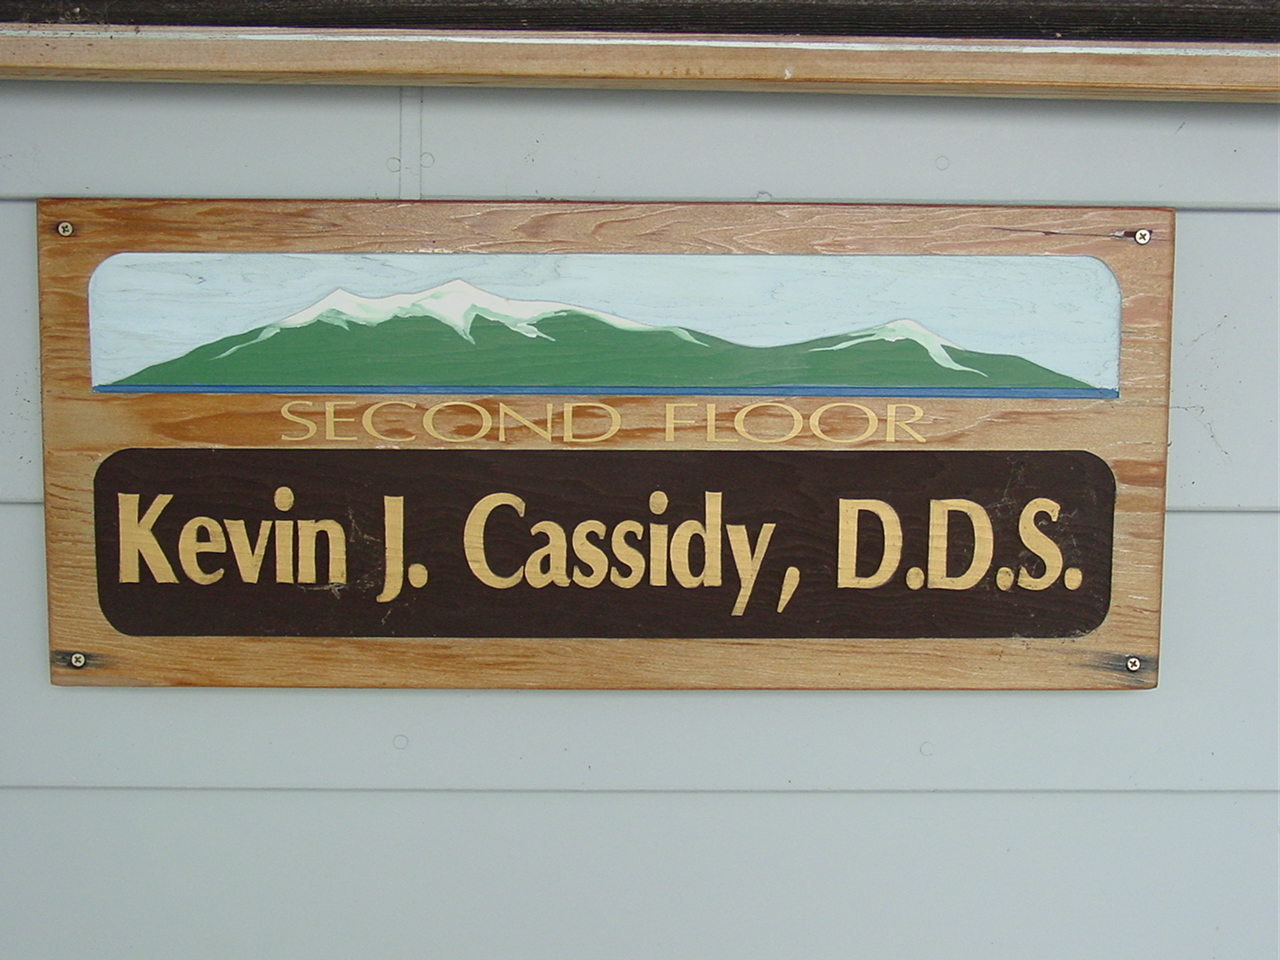 SECOND FLOOR
Kevin J. Cassidy, D.D.S.